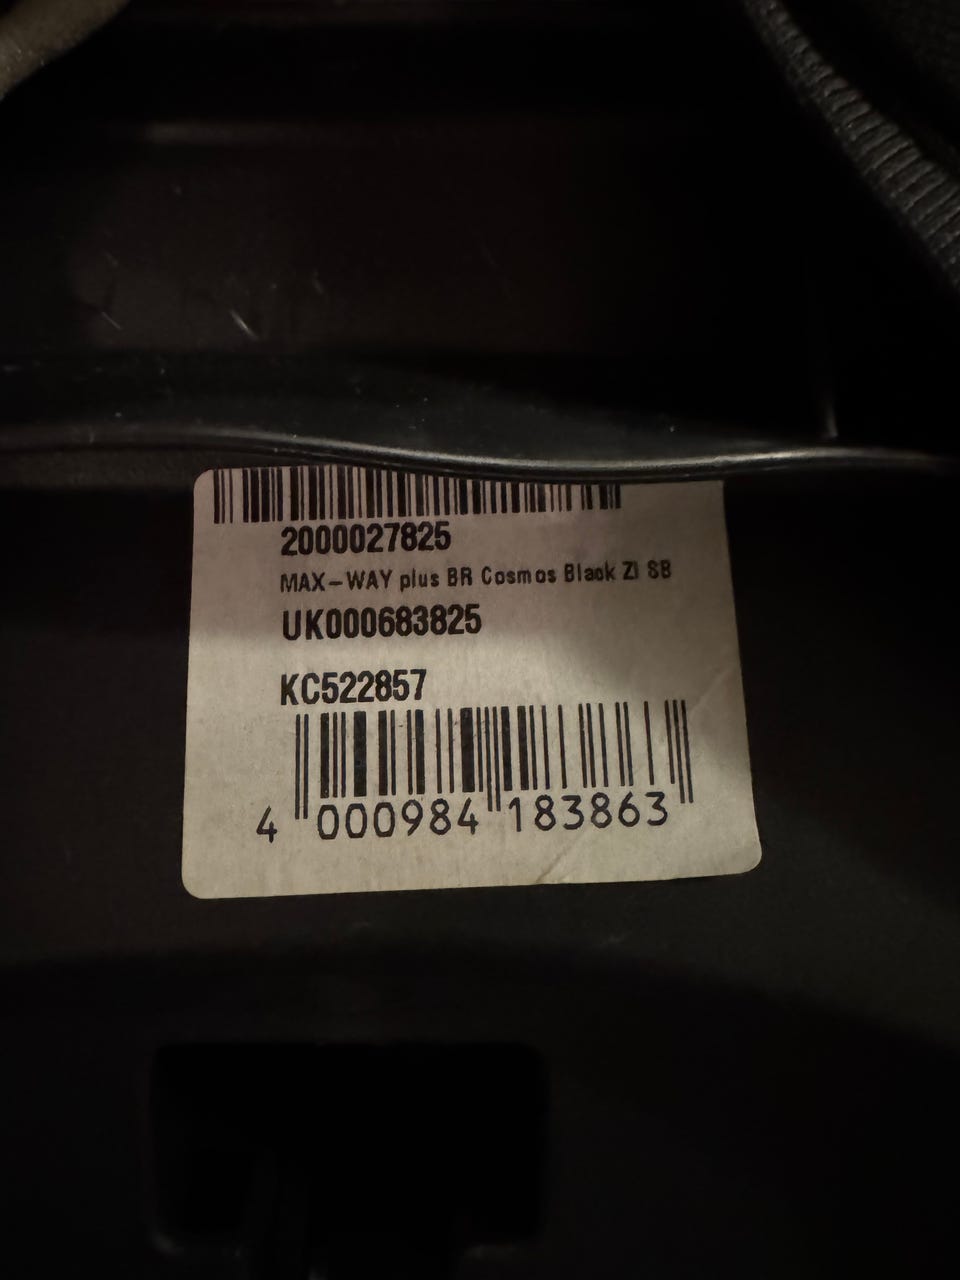 2000027825
MAX-WAY plus BR Cosmos Black ZI SB
UK000683825
KC522857
4 000984 183863